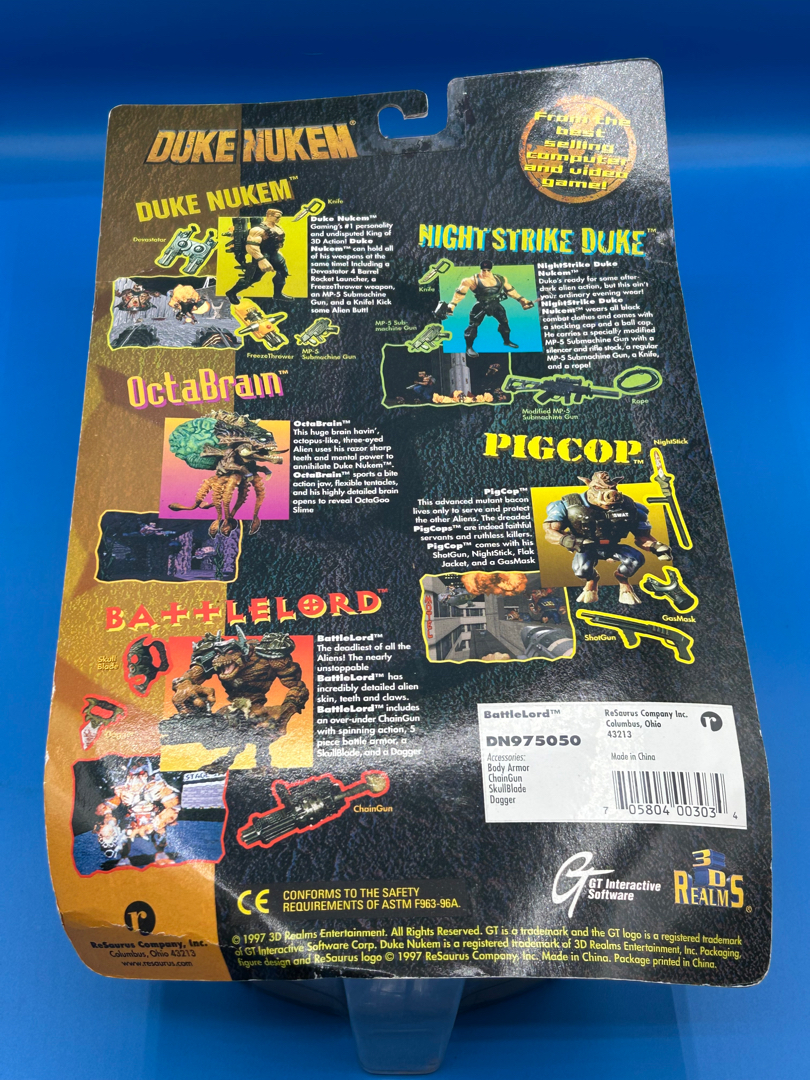 DUKE NUKEM®
From the
best
selling
computer
and video
game!
DUKE NUKEM™
Knife
Devastator
FreezeThrower
MP-5
Submachine Gun
Duke Nukem™
Gaming's #1 personality
and undisputed King of
3D Action! Duke
Nukem™ can hold all
of his weapons at the
same time! Including a
Devastator 4 Barrel
Rocket Launcher, a
FreezeThrower weapon,
an MP-5 Submachine
Gun, and a Knife! Kick
some Alien Butt!
NIGHTSTRIKE DUKE™
Knife
MP-5 Sub-
machine Gun
NightStrike Duke
Nukem™
Duke's ready for some after-
dark alien action, but this ain't
your ordinary evening wear!
NightStrike Duke
Nukem™ wears all black
combat clothes and comes with
a stocking cap and a ball cap.
He carries a specially modified
MP-5 Submachine Gun with a
silencer and rifle stock, a regular
MP-5 Submachine Gun, a Knife,
and a rope!
Rope
Modified MP-5
Submachine Gun
OctaBrain™
OctaBrain™
This huge brain havin',
octopus-like, three-eyed
Alien uses his razor sharp
teeth and mental power to
annihilate Duke Nukem™.
OctaBrain™ sports a bite
action jaw, flexible tentacles,
and his highly detailed brain
opens to reveal OctaGoo
Slime
PIGCOP™
NightStick
PigCop™
This advanced mutant bacon
lives only to serve and protect
the other Aliens. The dreaded
PigCops™ are indeed faithful
servants and ruthless killers.
PigCop™ comes with his
ShotGun, NightStick, Flak
Jacket, and a GasMask
SWAT
GasMask
ShotGun
BATTLELORD™
Skull
Blade
Dagger
BattleLord™
The deadliest of all the
Aliens! The nearly
unstoppable
BattleLord™ has
incredibly detailed alien
skin, teeth and claws.
BattleLord™ includes
an over-under ChainGun
with spinning action, 5
piece battle armor, a
SkullBlade, and a Dagger
ChainGun
BattleLord™
DN975050
Accessories:
Body Armor
ChainGun
SkullBlade
Dagger
ReSaurus Company Inc.
Columbus, Ohio
43213
r
Made in China
7 05804 00303 4
GT GT Interactive
Software
3D
REALMS®
CE CONFORMS TO THE SAFETY
REQUIREMENTS OF ASTM F963-96A.
r
ReSaurus Company, Inc.
Columbus, Ohio 43213
www.resaurus.com
© 1997 3D Realms Entertainment. All Rights Reserved. GT is a trademark and the GT logo is a registered trademark
of GT Interactive Software Corp. Duke Nukem is a registered trademark of 3D Realms Entertainment, Inc. Packaging,
figure design and ReSaurus logo © 1997 ReSaurus Company, Inc. Made in China. Package printed in China.